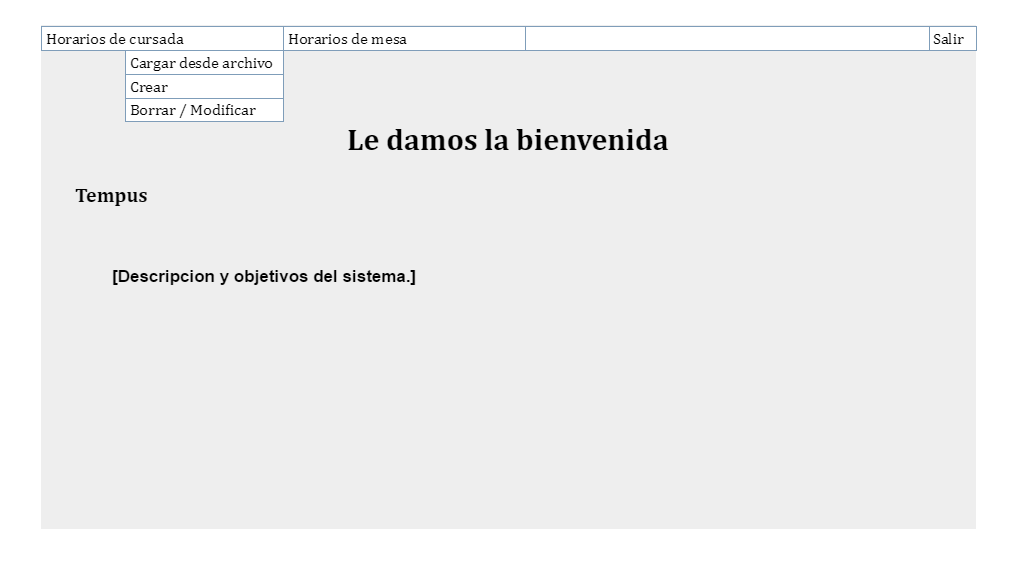 Horarios de cursada
Horarios de mesa
Salir
Cargar desde archivo
Crear
Borrar / Modificar
Le damos la bienvenida
Tempus
[Descripcion y objetivos del sistema.]